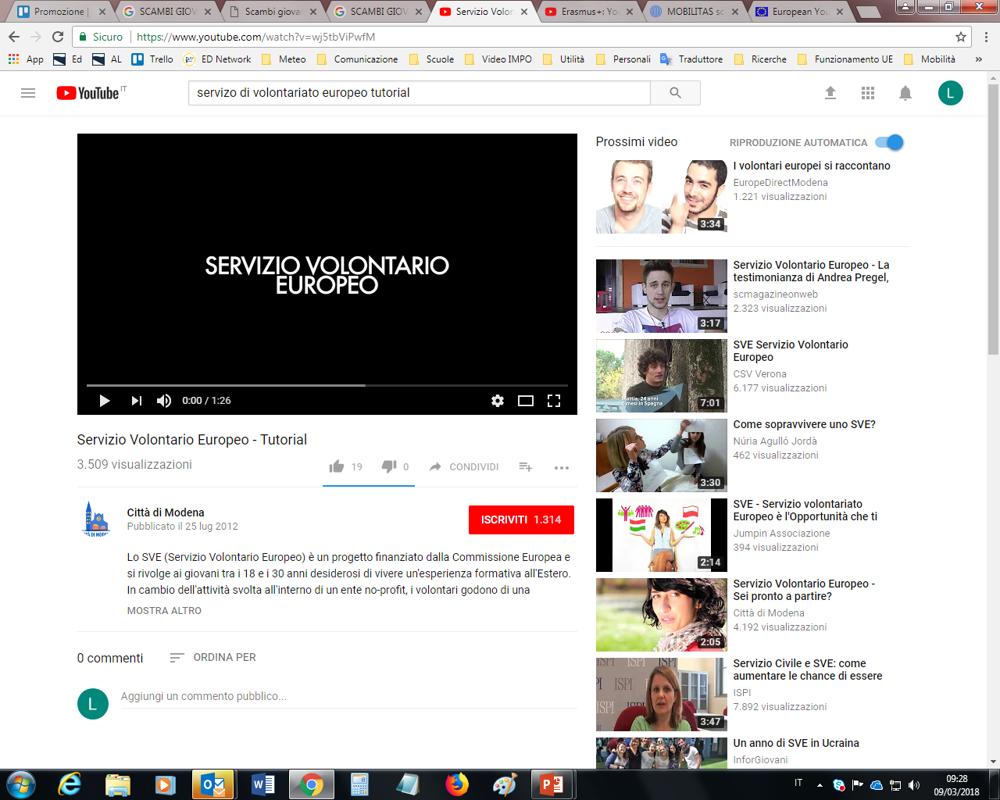 Promozione |
SCAMBI GIOV
Scambi giovan
SCAMBI GIOV
Servizio Volon
Erasmus+: Yo
MOBILITAS so
European You
Sicuro | https://www.youtube.com/watch?v=wj5tbViPwfM
App Ed AL Trello ED Network Meteo Comunicazione Scuole Video IMPO Utilità Personali Traduttore Ricerche Funzionamento UE Mobilità »
YouTube IT
servizo di volontariato europeo tutorial
L
SERVIZIO VOLONTARIO
EUROPEO
0:00 / 1:26
Servizio Volontario Europeo - Tutorial
3.509 visualizzazioni
19 0 CONDIVIDI
Città di Modena
Pubblicato il 25 lug 2012
ISCRIVITI 1.314
Lo SVE (Servizio Volontario Europeo) è un progetto finanziato dalla Commissione Europea e
si rivolge ai giovani tra i 18 e i 30 anni desiderosi di vivere un'esperienza formativa all'Estero.
In cambio dell'attività svolta all'interno di un ente no-profit, i volontari godono di una
MOSTRA ALTRO
0 commenti ORDINA PER
L Aggiungi un commento pubblico...
Prossimi video RIPRODUZIONE AUTOMATICA
I volontari europei si raccontano
EuropeDirectModena
1.221 visualizzazioni
3:34
Servizio Volontario Europeo - La
testimonianza di Andrea Pregel,
scmagazineonweb
2.323 visualizzazioni
3:17
SVE Servizio Volontario
Europeo
CSV Verona
6.177 visualizzazioni
Mattia, 24 anni
6 mesi in Spagna
7:01
Come sopravvivere uno SVE?
Núria Agulló Jordà
462 visualizzazioni
3:30
SVE - Servizio volontariato
Europeo è l'Opportunità che ti
Jumpin Associazione
394 visualizzazioni
2:14
Servizio Volontario Europeo -
Sei pronto a partire?
Città di Modena
4.192 visualizzazioni
2:05
Servizio Civile e SVE: come
aumentare le chance di essere
ISPI
7.892 visualizzazioni
ISPI
3:47
Un anno di SVE in Ucraina
InforGiovani
IT
09:28
09/03/2018